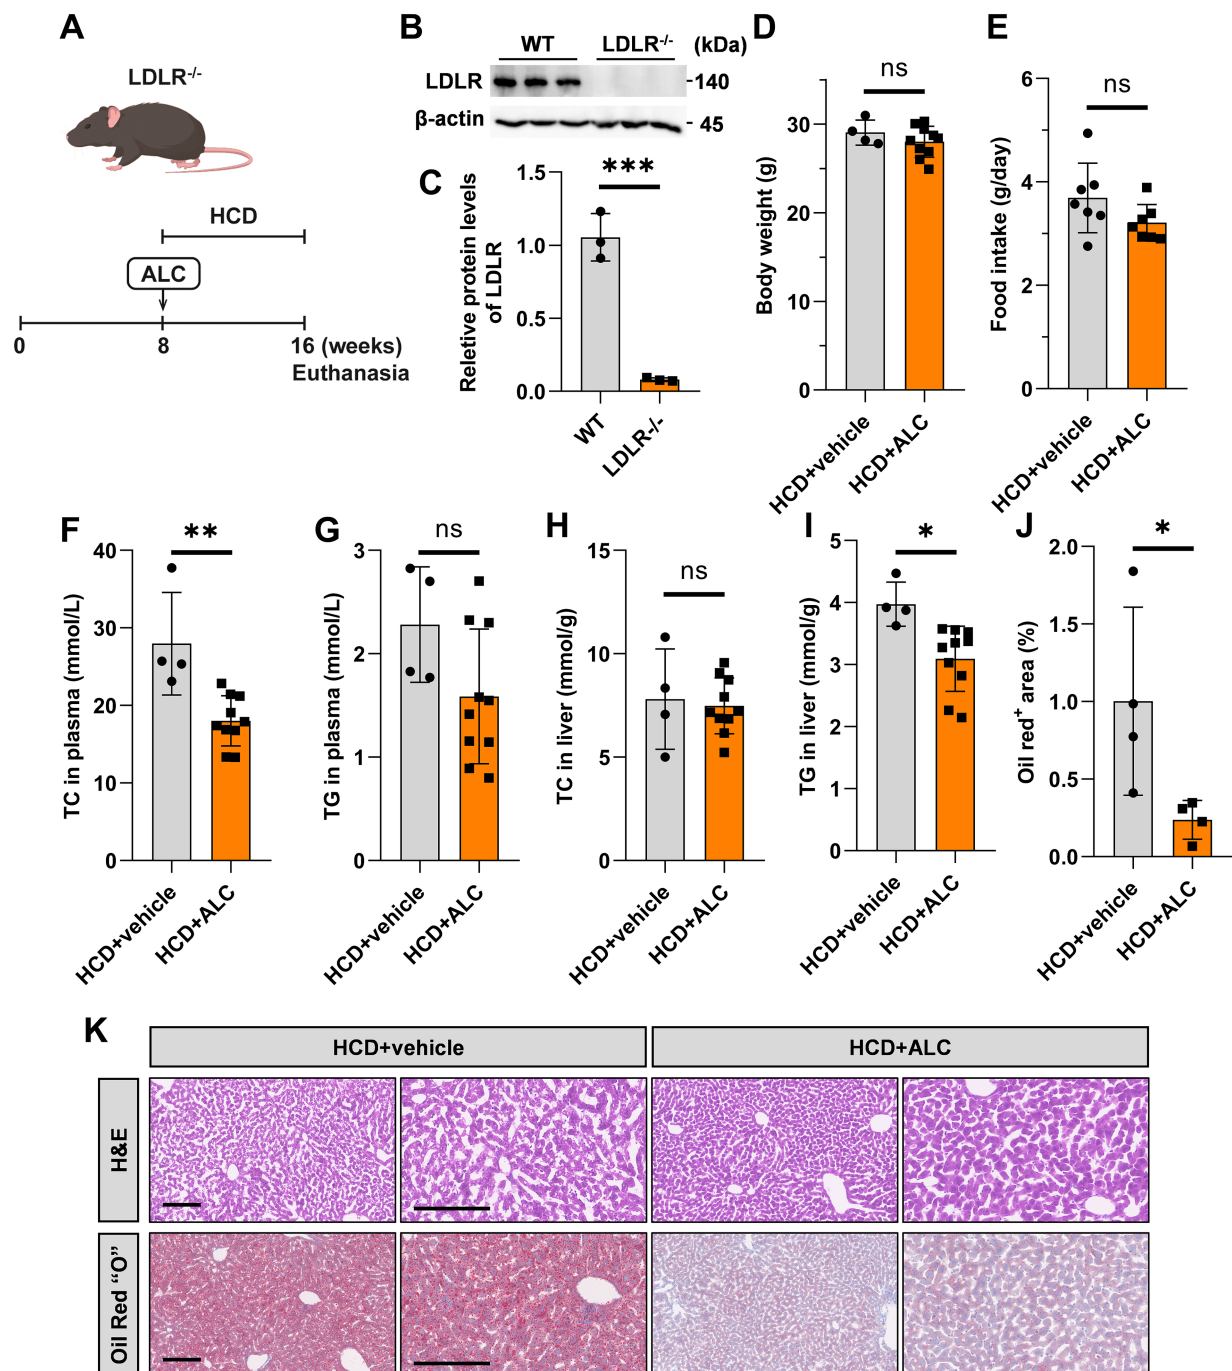 A
LDLR-/-
HCD
ALC
0 8 16 (weeks)
Euthanasia
B
WT LDLR-/- (kDa)
LDLR 140
β-actin 45
C
***
Reletive protein levels
of LDLR
1.5
1.0
0.5
0.0
WT
LDLR-/-
D
ns
Body weight (g)
30
20
10
0
HCD+vehicle
HCD+ALC
E
ns
Food intake (g/day)
6
4
2
0
HCD+vehicle
HCD+ALC
F
**
TC in plasma (mmol/L)
40
30
20
10
0
HCD+vehicle
HCD+ALC
G
ns
TG in plasma (mmol/L)
3
2
1
0
HCD+vehicle
HCD+ALC
H
ns
TC in liver (mmol/g)
15
10
5
0
HCD+vehicle
HCD+ALC
I
*
TG in liver (mmol/g)
5
4
3
2
1
0
HCD+vehicle
HCD+ALC
J
*
Oil red+ area (%)
2.0
1.5
1.0
0.5
0.0
HCD+vehicle
HCD+ALC
K
HCD+vehicle HCD+ALC
H&E
Oil Red “O”